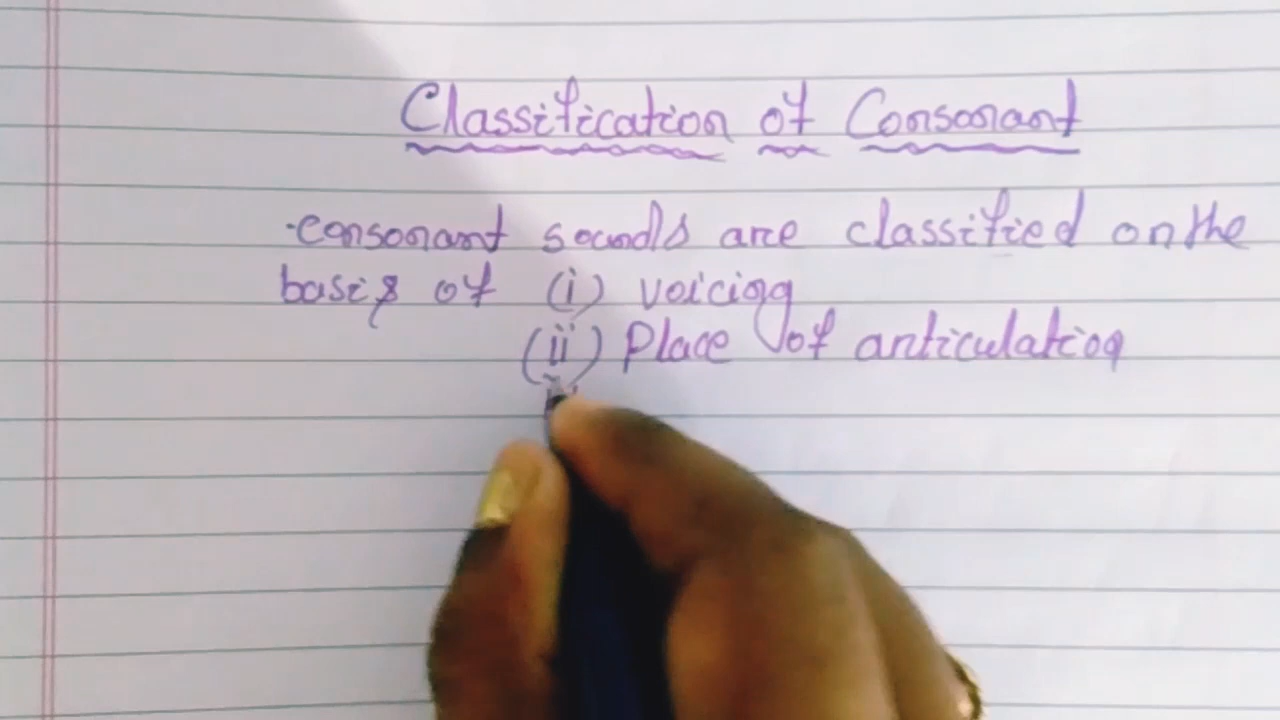 Classification of Consonant
·consonant sounds are classified on the
basis of (i) voicing
(ii) Place of articulation